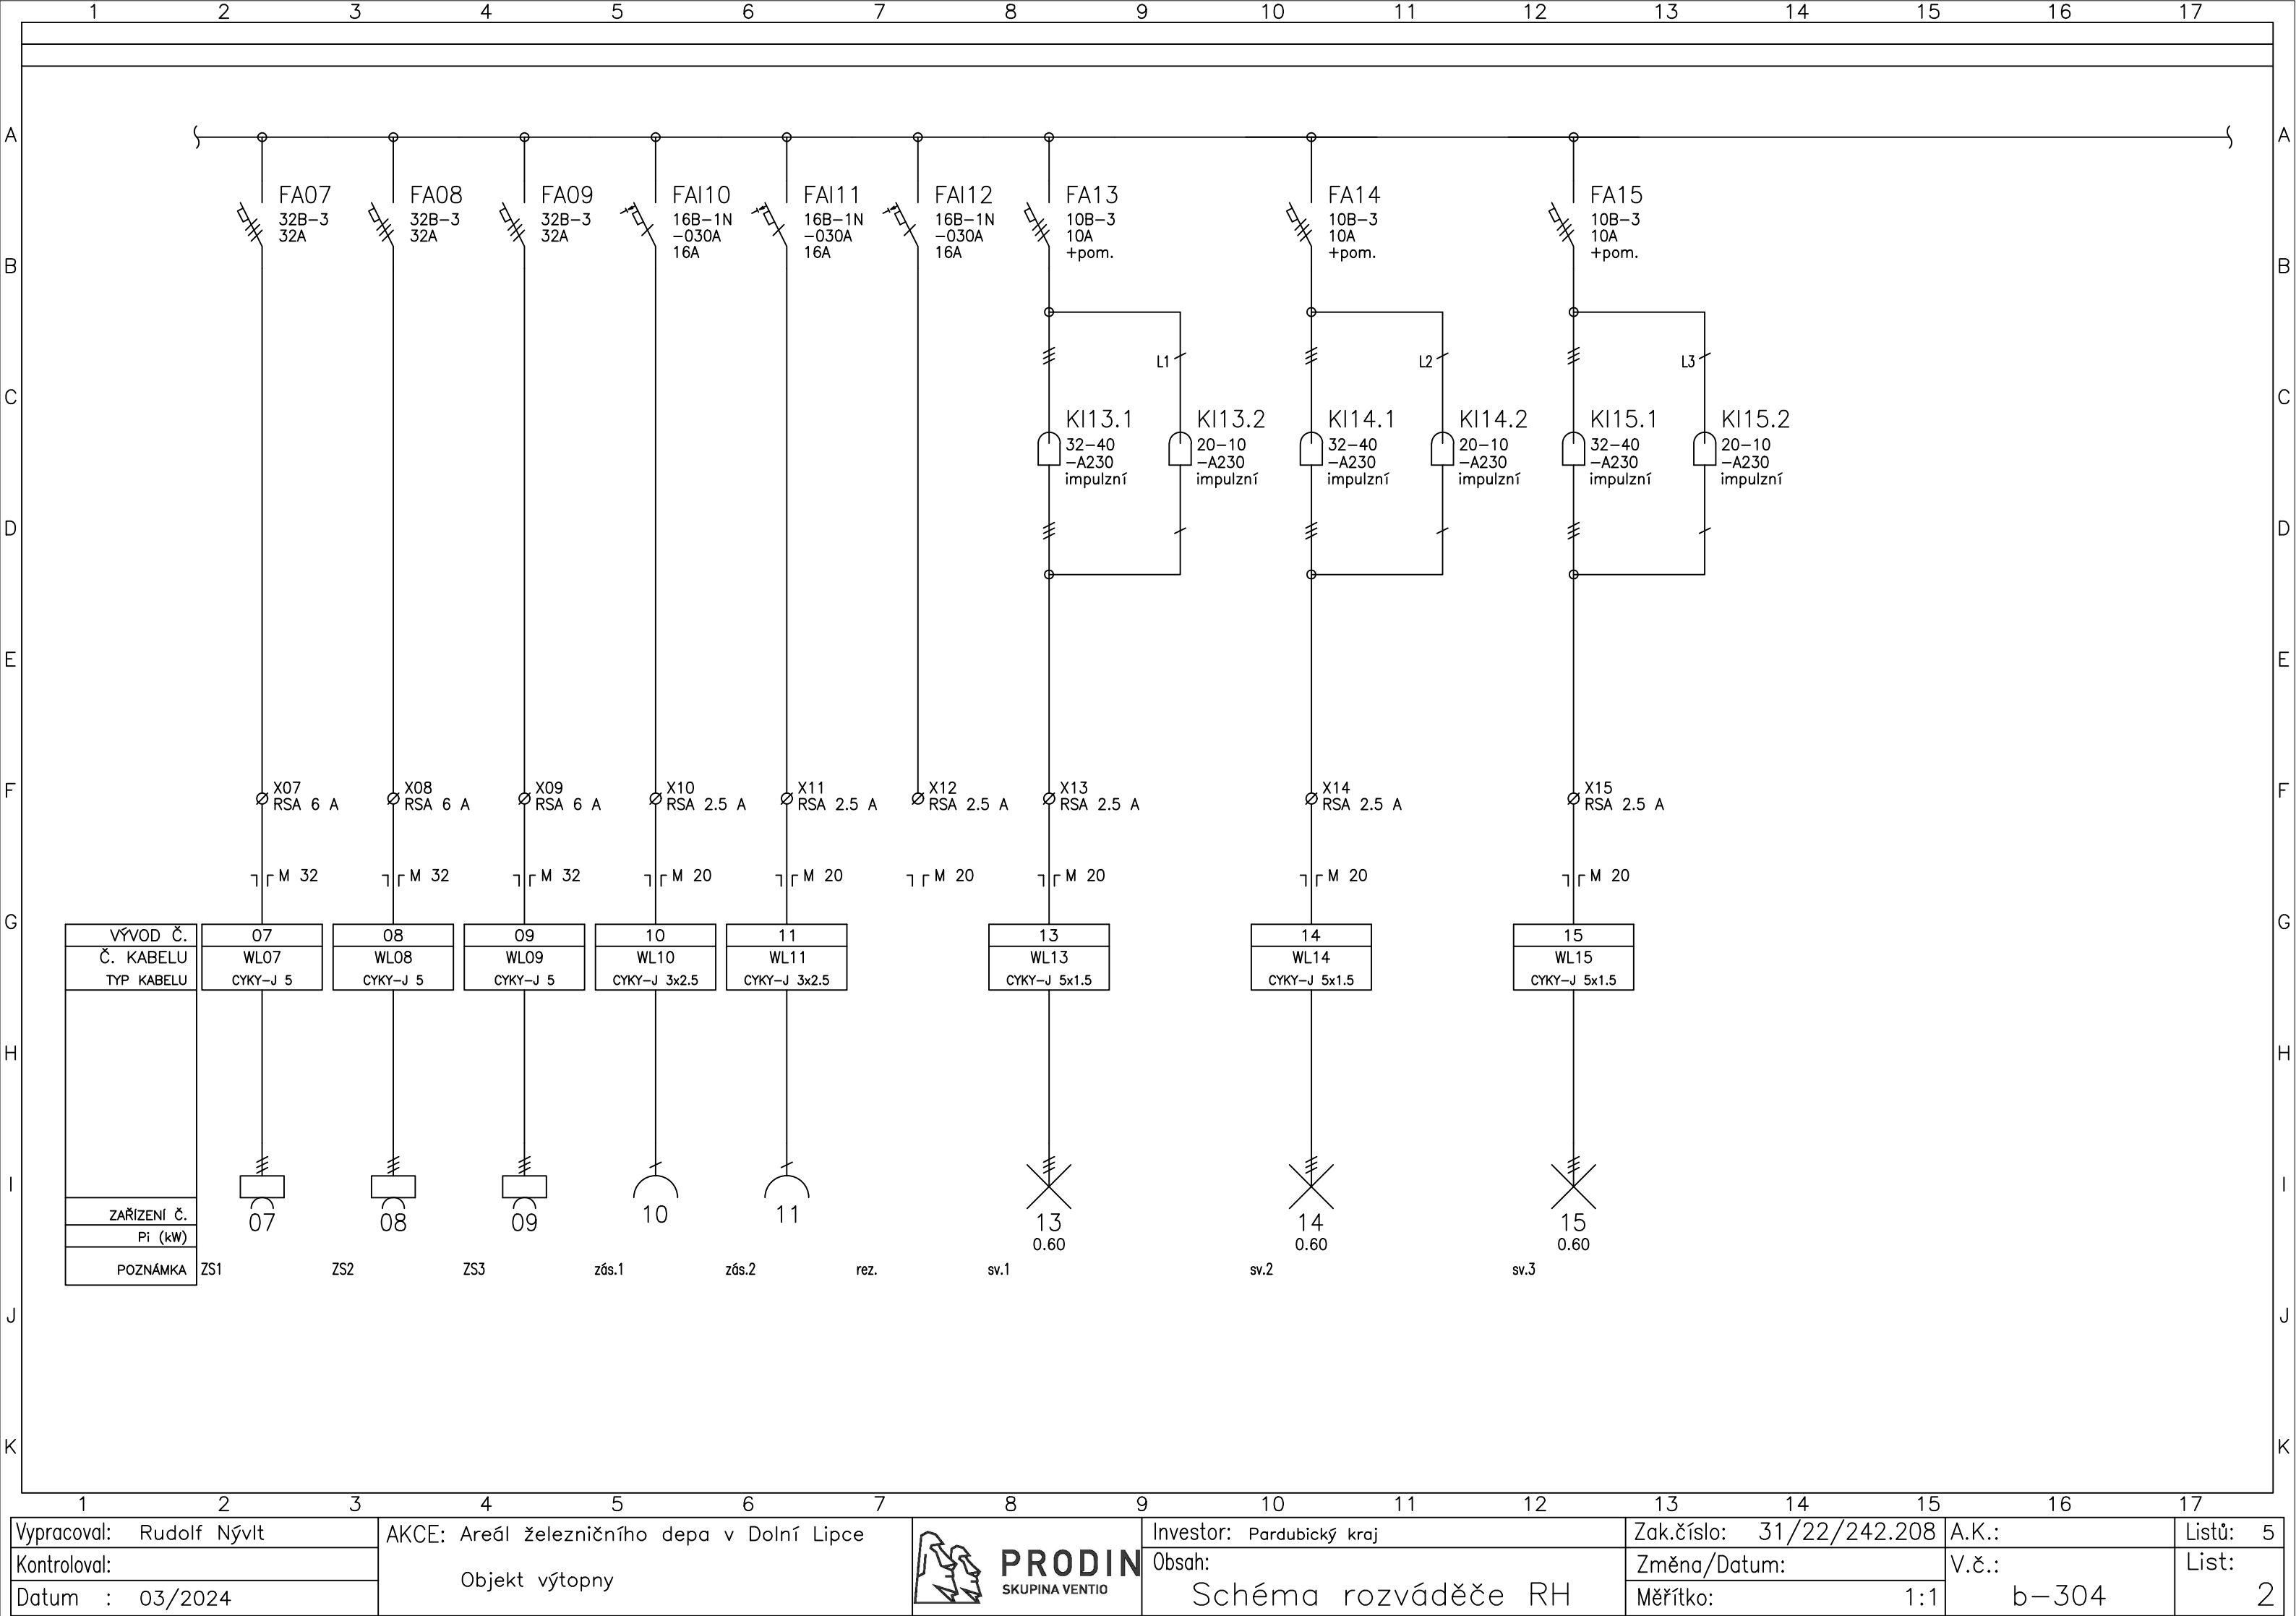 1 2 3 4 5 6 7 8 9 10 11 12 13 14 15 16 17
A A
FA07 FA08 FA09 FAI10 FAI11 FAI12 FA13 FA14 FA15
32B-3 32B-3 32B-3 16B-1N 16B-1N 16B-1N 10B-3 10B-3 10B-3
32A 32A 32A -030A -030A -030A 10A 10A 10A
16A 16A 16A +pom. +pom. +pom.
B B
L1 L2 L3
C C
KI13.1 KI13.2 KI14.1 KI14.2 KI15.1 KI15.2
32-40 20-10 32-40 20-10 32-40 20-10
-A230 -A230 -A230 -A230 -A230 -A230
impulzní impulzní impulzní impulzní impulzní impulzní
D D
E E
F F
X07 X08 X09 X10 X11 X12 X13 X14 X15
RSA 6 A RSA 6 A RSA 6 A RSA 2.5 A RSA 2.5 A RSA 2.5 A RSA 2.5 A RSA 2.5 A RSA 2.5 A
M 32 M 32 M 32 M 20 M 20 M 20 M 20 M 20 M 20
G G
VÝVOD Č. 07 08 09 10 11 13 14 15
Č. KABELU WL07 WL08 WL09 WL10 WL11 WL13 WL14 WL15
TYP KABELU CYKY-J 5 CYKY-J 5 CYKY-J 5 CYKY-J 3x2.5 CYKY-J 3x2.5 CYKY-J 5x1.5 CYKY-J 5x1.5 CYKY-J 5x1.5
H H
I I
ZAŘÍZENÍ Č. 07 08 09 10 11 13 14 15
Pi (kW) 0.60 0.60 0.60
POZNÁMKA ZS1 ZS2 ZS3 zás.1 zás.2 rez. sv.1 sv.2 sv.3
J J
K K
1 2 3 4 5 6 7 8 9 10 11 12 13 14 15 16 17
Vypracoval: Rudolf Nývlt
Kontroloval:
Datum : 03/2024
AKCE: Areál železničního depa v Dolní Lipce
Objekt výtopny
PRODIN
SKUPINA VENTIO
Investor: Pardubický kraj
Obsah:
Schéma rozváděče RH
Zak.číslo: 31/22/242.208
Změna/Datum:
Měřítko: 1:1
A.K.:
V.č.:
b-304
Listů: 5
List:
2